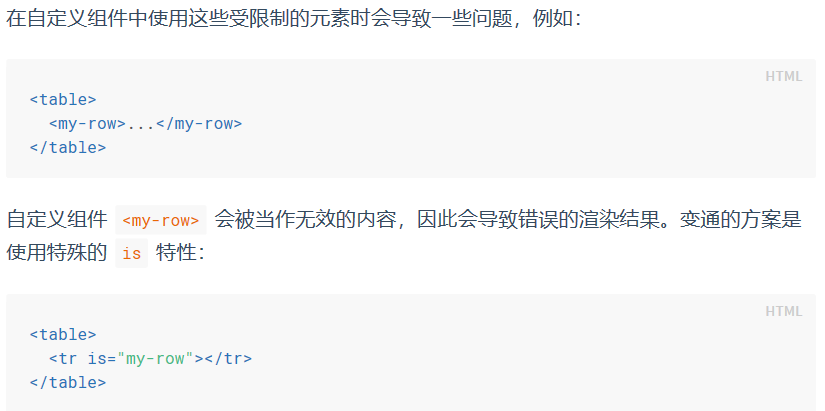 在自定义组件中使用这些受限制的元素时会导致一些问题，例如：
HTML
<table>
  <my-row>...</my-row>
</table>
自定义组件 <my-row> 会被当作无效的内容，因此会导致错误的渲染结果。变通的方案是
使用特殊的 is 特性：
HTML
<table>
  <tr is="my-row"></tr>
</table>